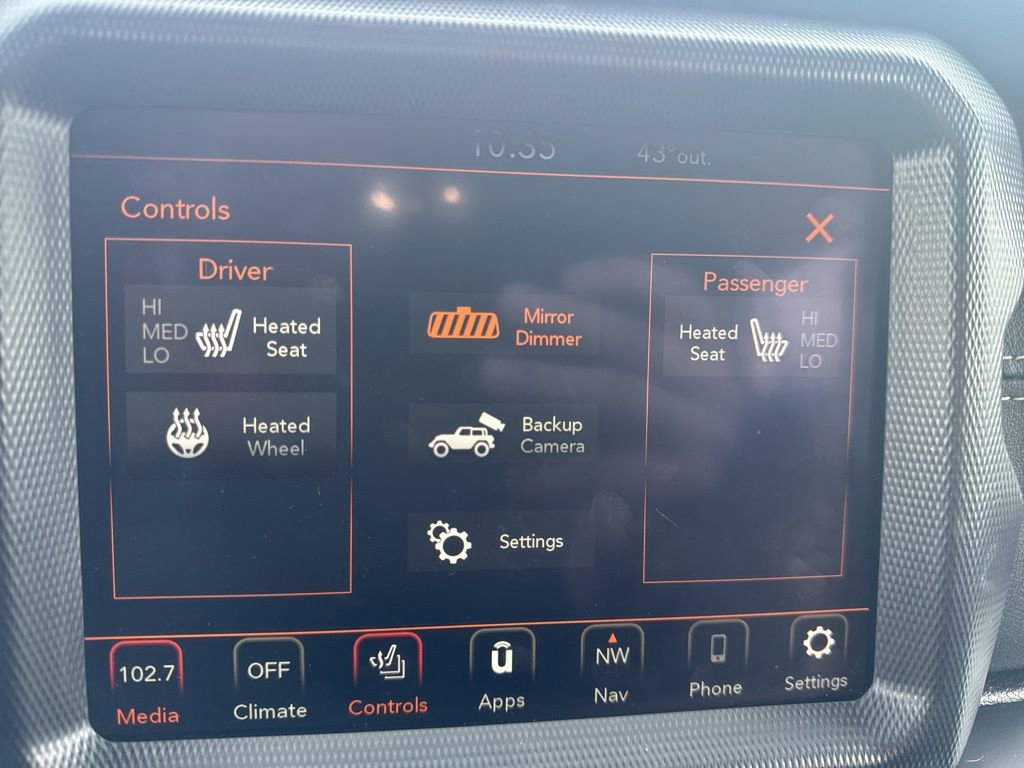 10:35
43°out.
Controls
X
Driver
HI
MED
LO
Heated
Seat
Heated
Wheel
Mirror
Dimmer
Backup
Camera
Settings
Passenger
Heated
Seat
HI
MED
LO
102.7
Media
OFF
Climate
Controls
ū
Apps
NW
Nav
Phone
Settings